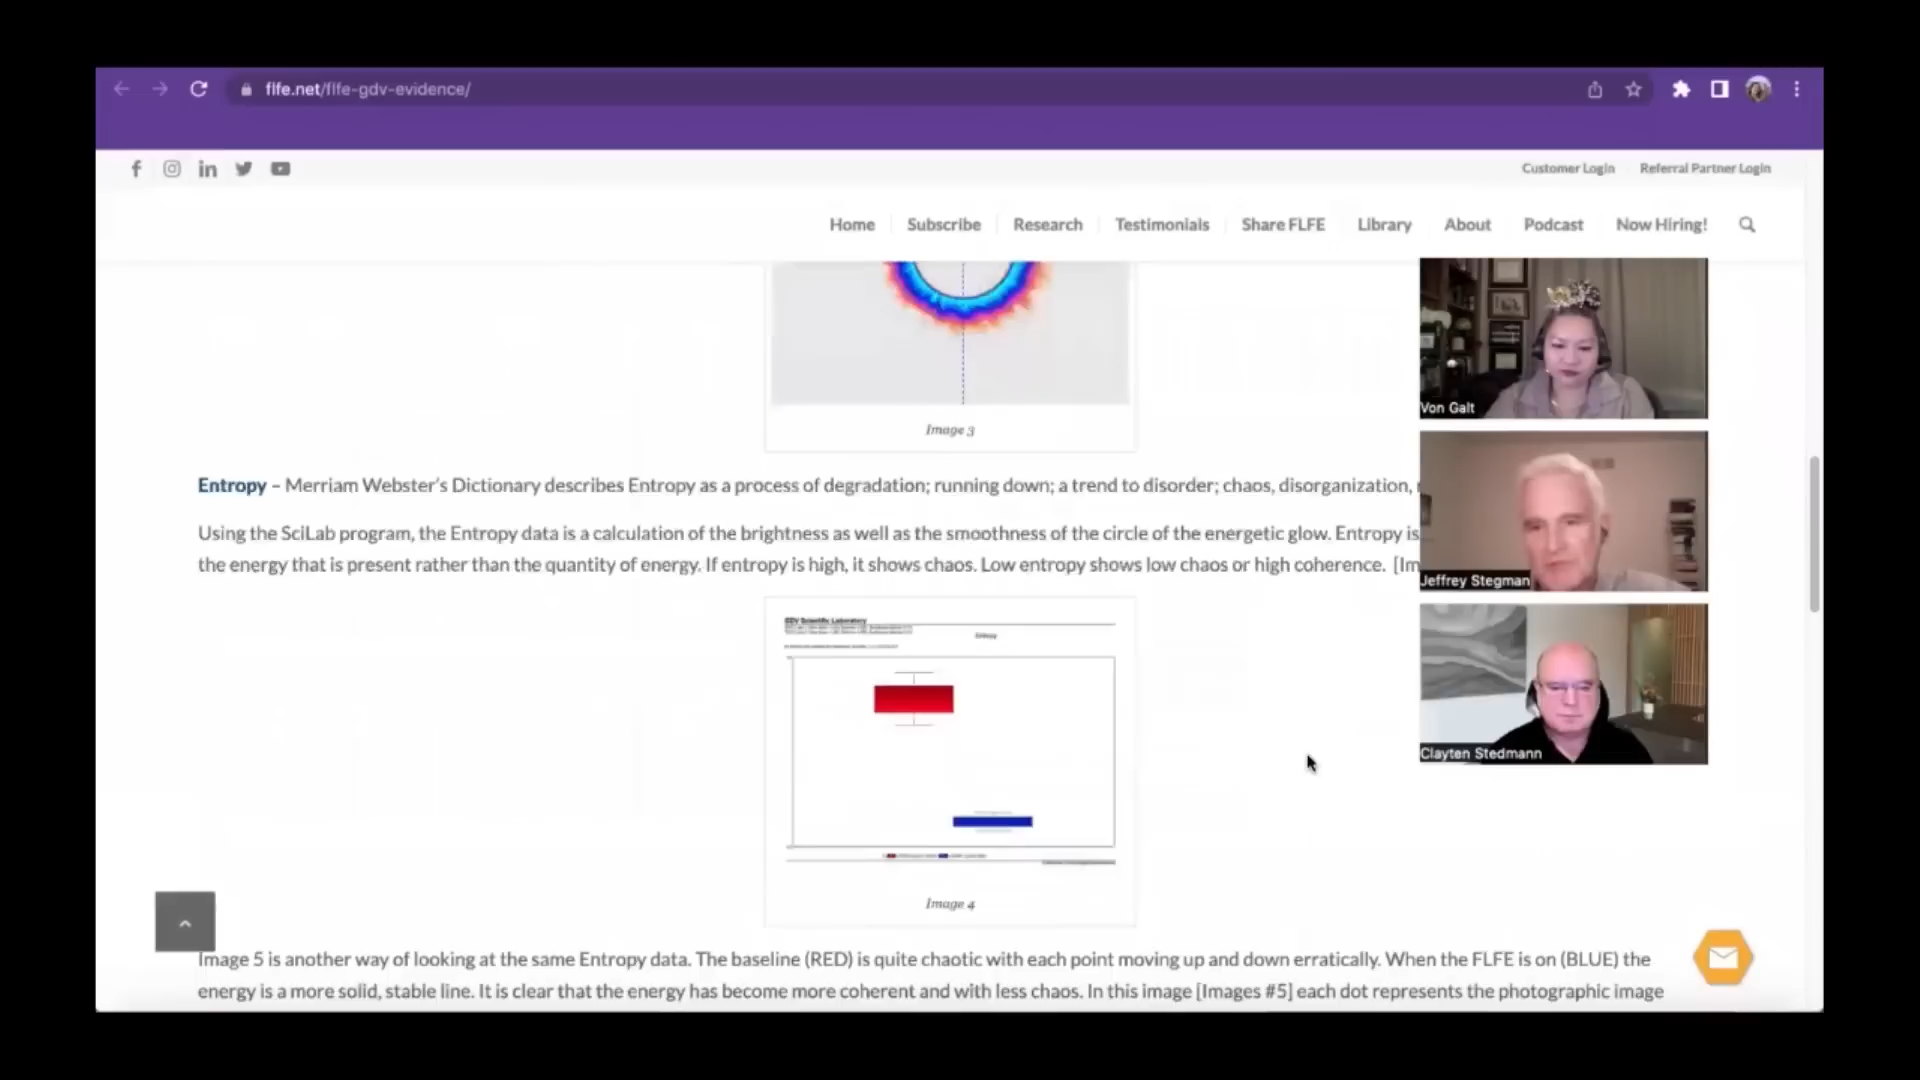 flfe.net/flfe-gdv-evidence/
Customer Login
Referral Partner Login
Home
Subscribe
Research
Testimonials
Share FLFE
Library
About
Podcast
Now Hiring!
Von Galt
Image 3
Entropy – Merriam Webster's Dictionary describes Entropy as a process of degradation; running down; a trend to disorder; chaos, disorganization,
Using the SciLab program, the Entropy data is a calculation of the brightness as well as the smoothness of the circle of the energetic glow. Entropy is
the energy that is present rather than the quantity of energy. If entropy is high, it shows chaos. Low entropy shows low chaos or high coherence. [Im
Jeffrey Stegman
GDV Scientific Laboratory
Entropy
Clayten Stedmann
Image 4
Image 5 is another way of looking at the same Entropy data. The baseline (RED) is quite chaotic with each point moving up and down erratically. When the FLFE is on (BLUE) the
energy is a more solid, stable line. It is clear that the energy has become more coherent and with less chaos. In this image [Images #5] each dot represents the photographic image